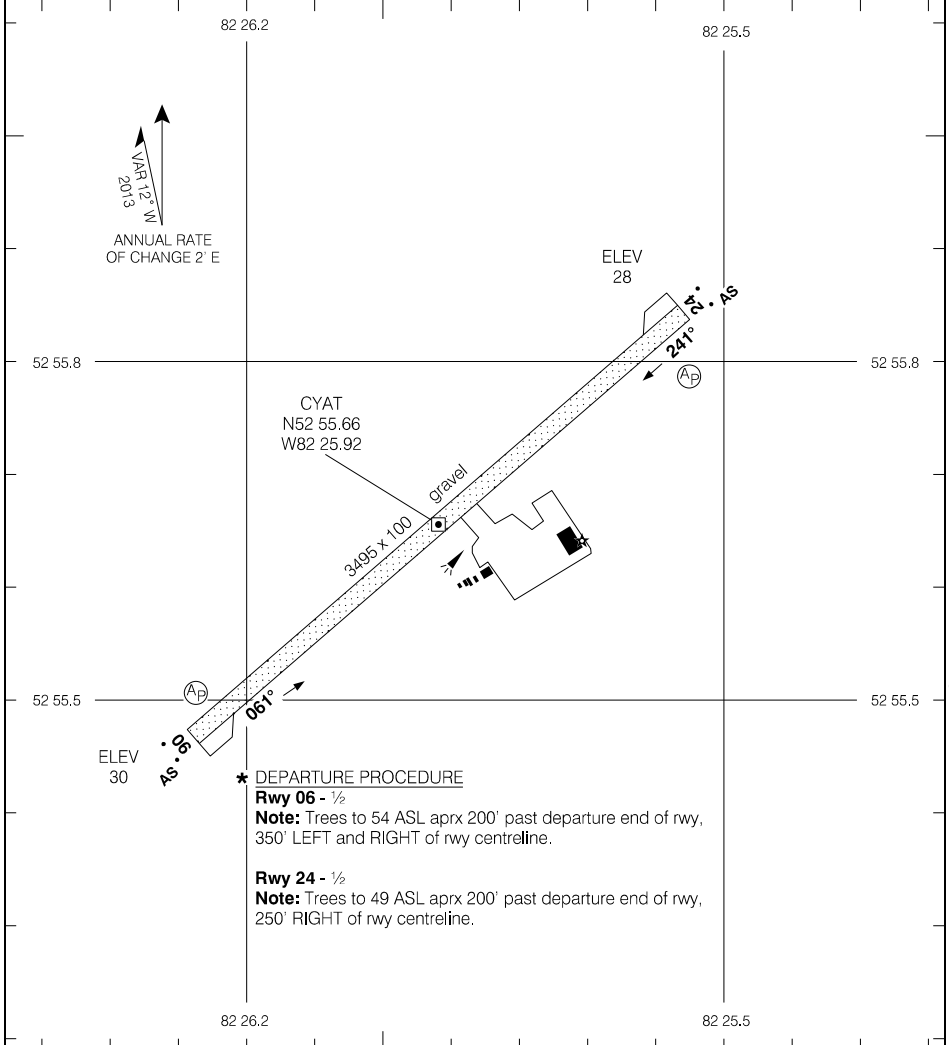 82 26.2
82 25.5
VAR 12° W
2013
ANNUAL RATE
OF CHANGE 2' E
ELEV
28
24
AS
241°
52 55.8
52 55.8
AP
CYAT
N52 55.66
W82 25.92
gravel
3495 x 100
AP
52 55.5
52 55.5
061°
06
AS
ELEV
30
* DEPARTURE PROCEDURE
Rwy 06 - ½
Note: Trees to 54 ASL aprx 200' past departure end of rwy,
350' LEFT and RIGHT of rwy centreline.
Rwy 24 - ½
Note: Trees to 49 ASL aprx 200' past departure end of rwy,
250' RIGHT of rwy centreline.
82 26.2
82 25.5